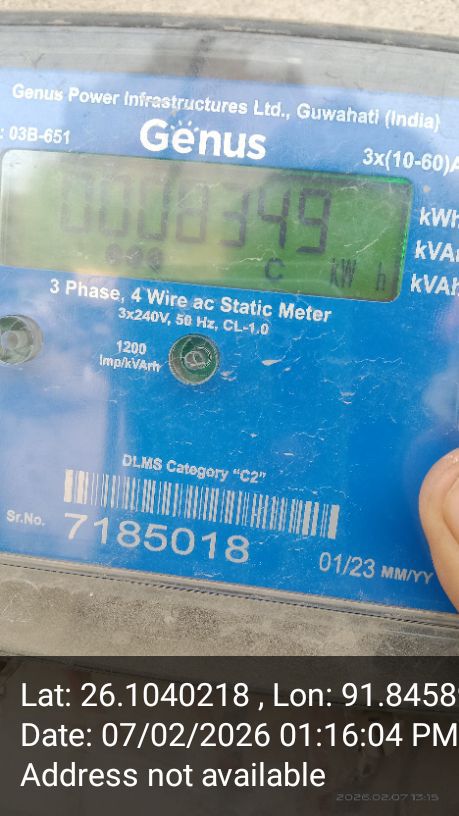 Genus Power Infrastructures Ltd., Guwahati (India)
: 03B-651
Genus
3x(10-60)A
0008349
kWh
kVAr
kVAh
C kW h
3 Phase, 4 Wire ac Static Meter
3x240V, 50 Hz, CL-1.0
1200
Imp/kVArh
DLMS Category "C2"
Sr.No. 7185018
01/23 MM/YY
Lat: 26.1040218 , Lon: 91.8458
Date: 07/02/2026 01:16:04 PM
Address not available
2026.02.07 13:15